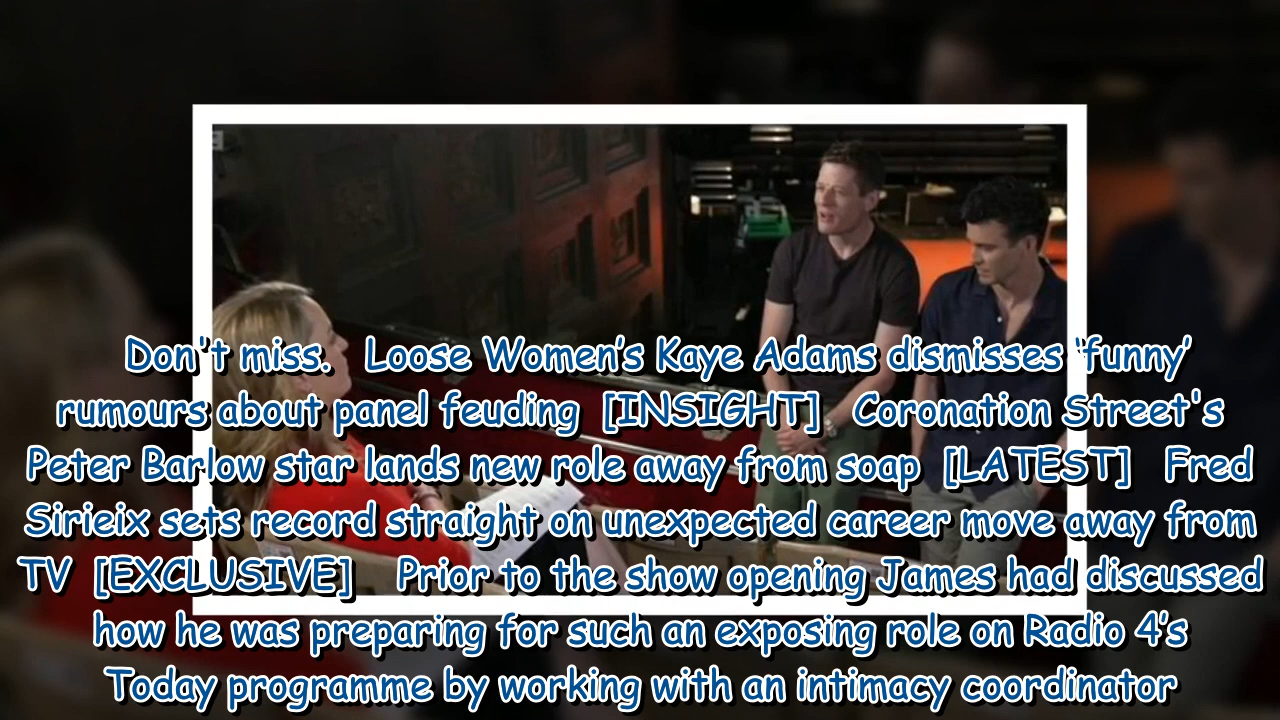 Don't miss. Loose Women’s Kaye Adams dismisses ‘funny’
rumours about panel feuding [INSIGHT] Coronation Street's
Peter Barlow star lands new role away from soap [LATEST] Fred
Sirieix sets record straight on unexpected career move away from
TV [EXCLUSIVE] Prior to the show opening James had discussed
how he was preparing for such an exposing role on Radio 4’s
Today programme by working with an intimacy coordinator